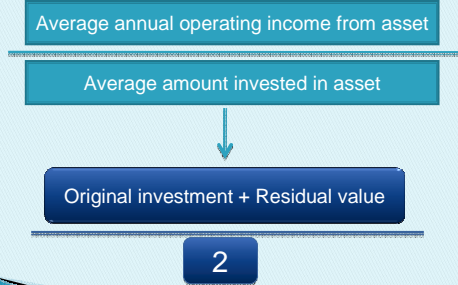 Average annual operating income from asset
Average amount invested in asset
Original investment + Residual value
2